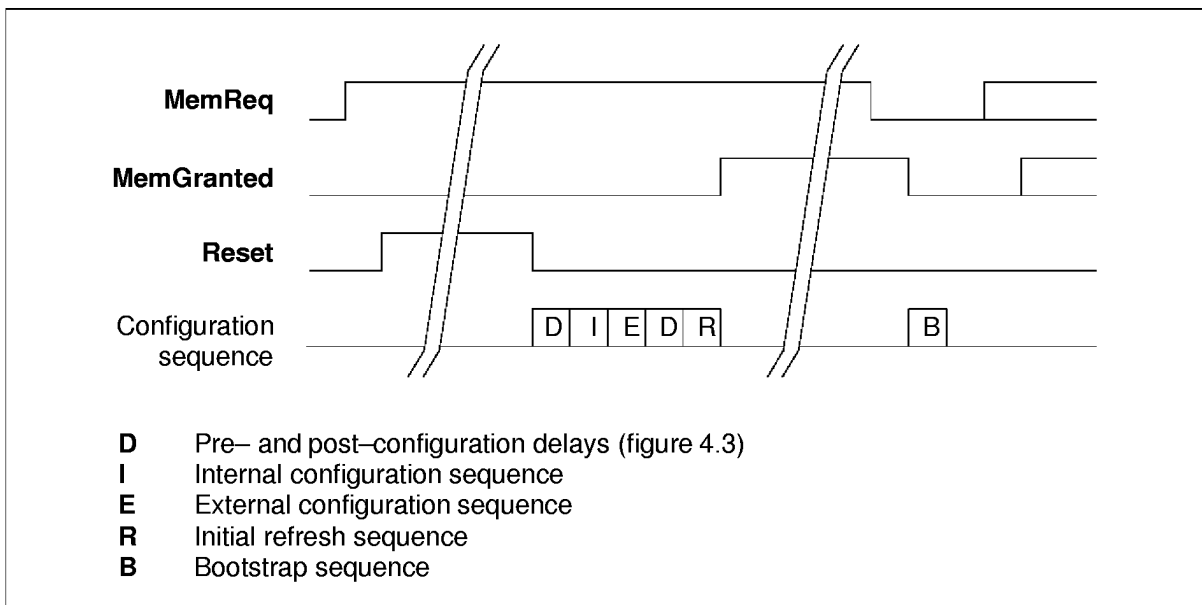 MemReq
MemGranted
Reset
Configuration
sequence
D I E D R B
D Pre– and post–configuration delays (figure 4.3)
I Internal configuration sequence
E External configuration sequence
R Initial refresh sequence
B Bootstrap sequence